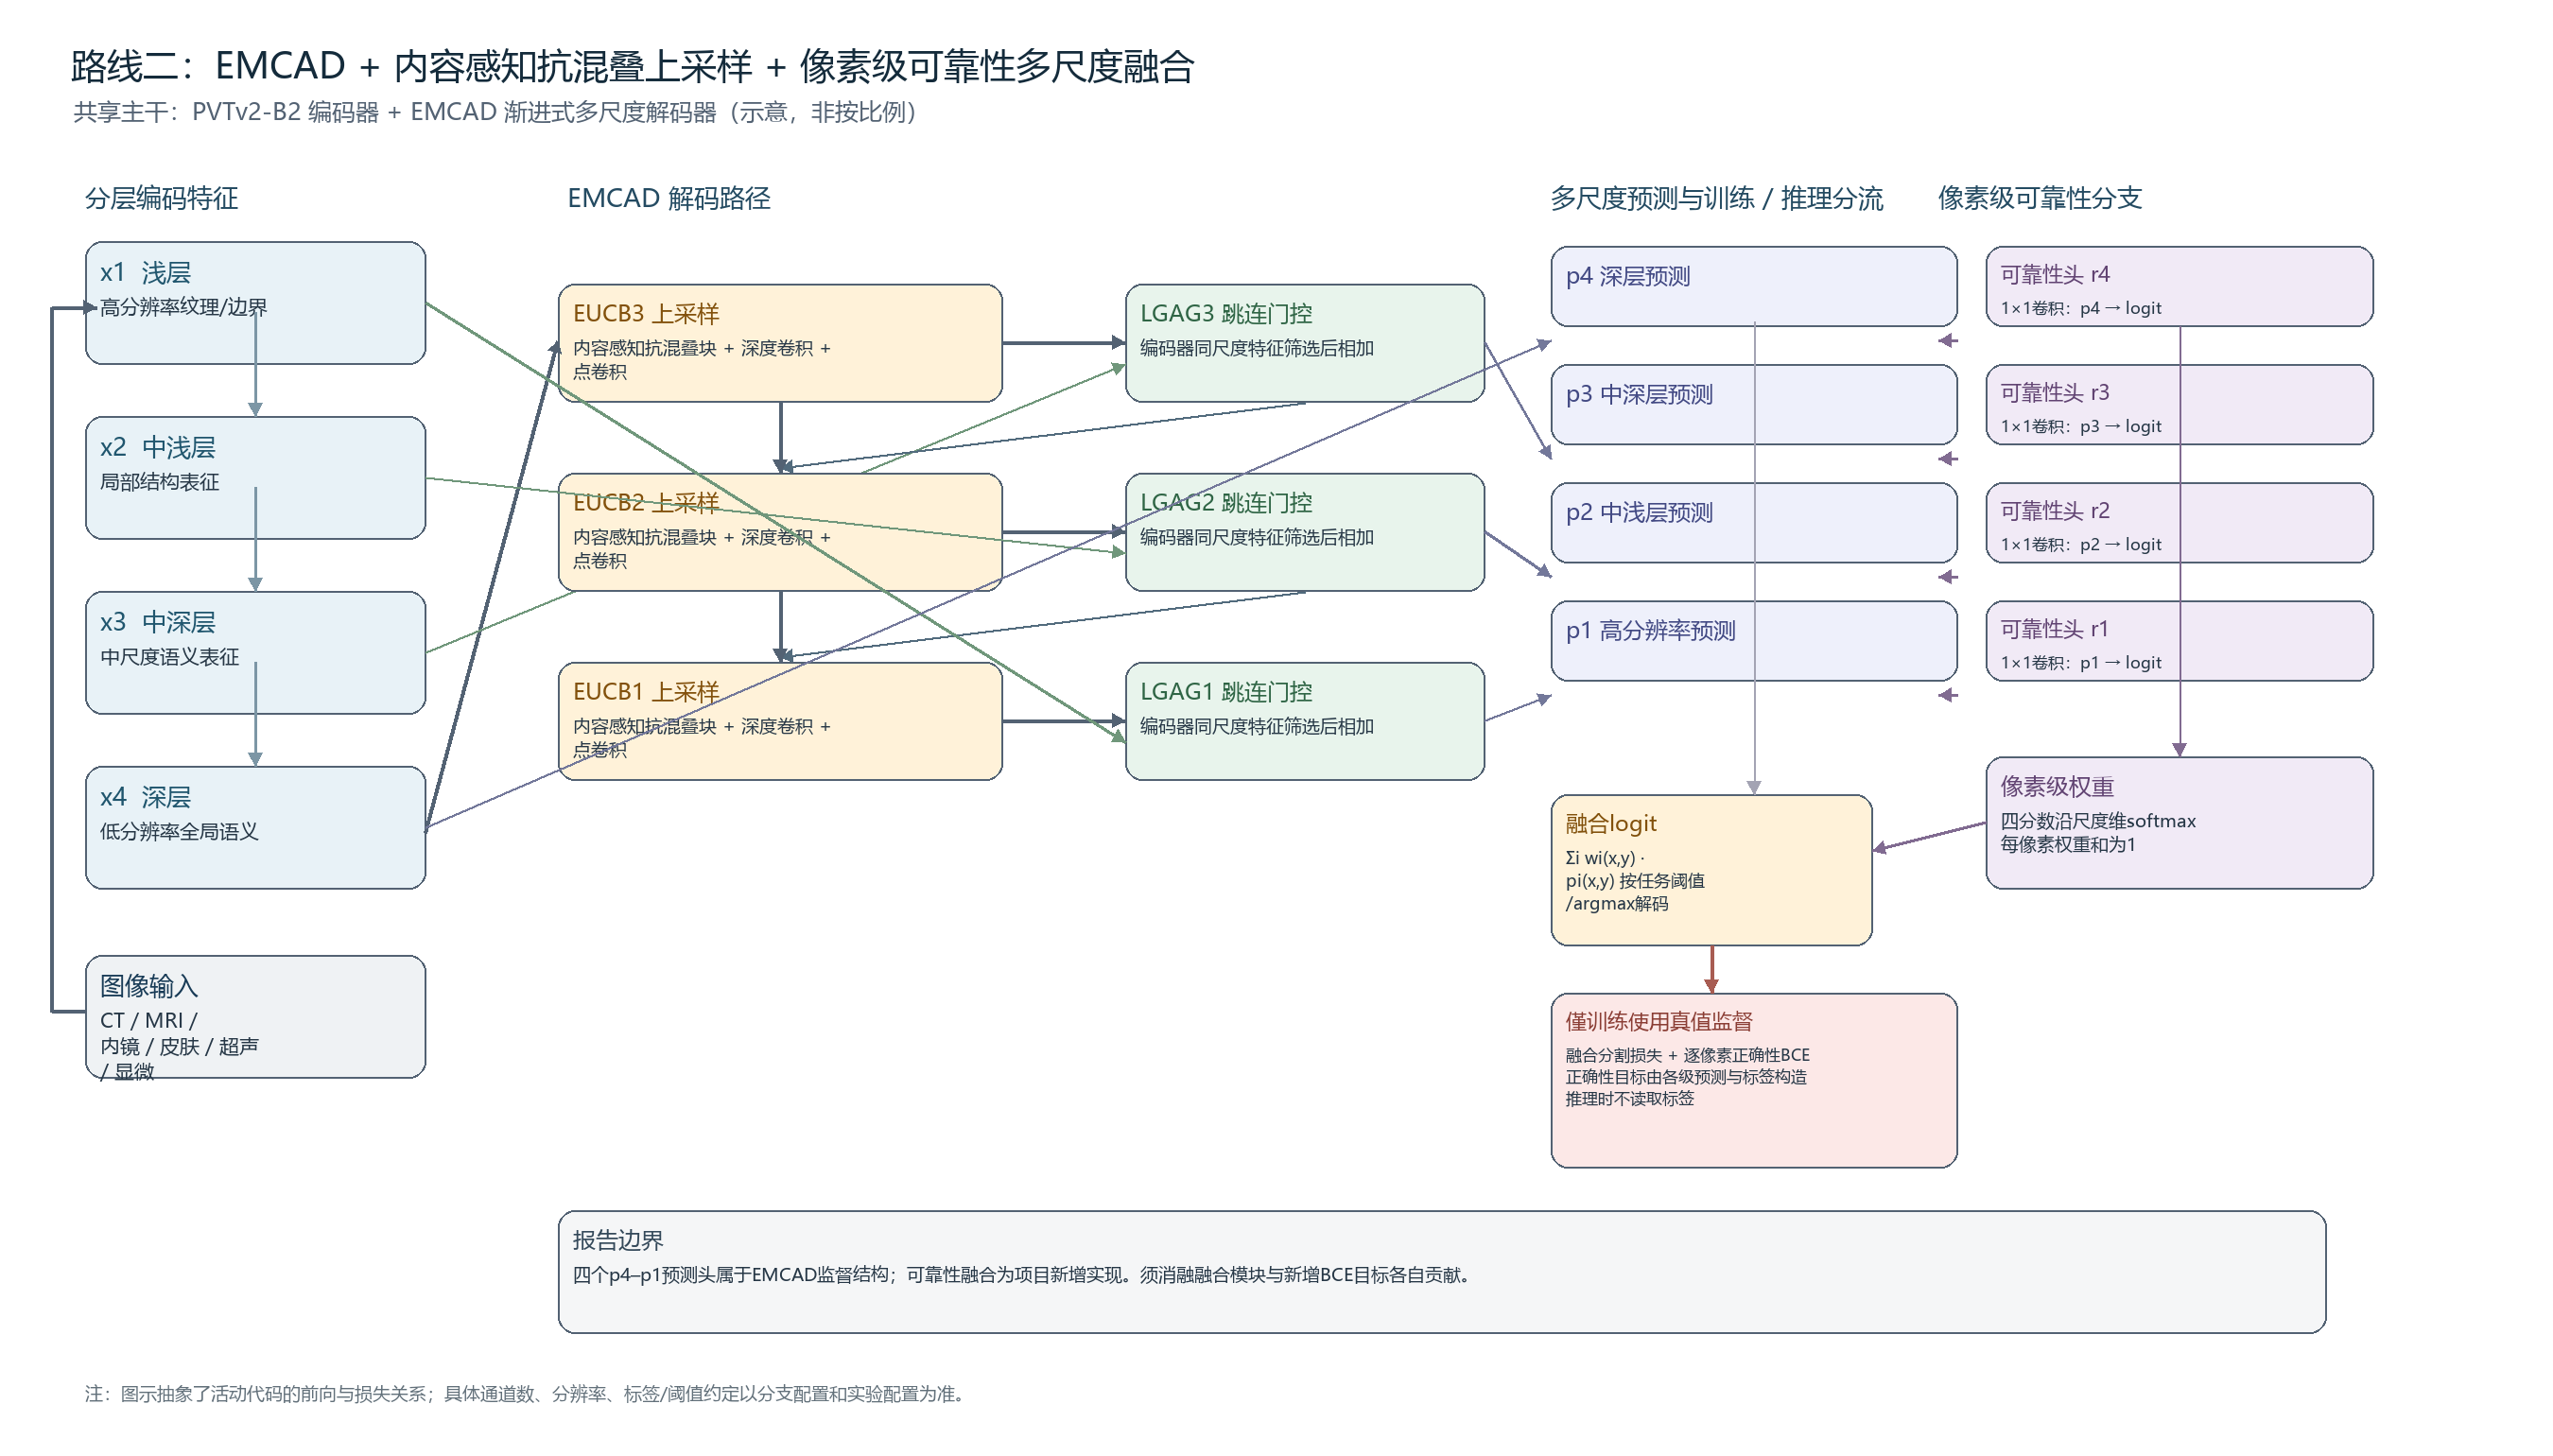 路线二：EMCAD + 内容感知抗混叠上采样 + 像素级可靠性多尺度融合
共享主干：PVTv2-B2 编码器 + EMCAD 渐进式多尺度解码器（示意，非按比例）
分层编码特征
x1 浅层
高分辨率纹理/边界
x2 中浅层
局部结构表征
x3 中深层
中尺度语义表征
x4 深层
低分辨率全局语义
图像输入
CT / MRI /
内镜 / 皮肤 / 超声
/ 显微
EMCAD 解码路径
EUCB3 上采样
内容感知抗混叠块 + 深度卷积 +
点卷积
LGAG3 跳连门控
编码器同尺度特征筛选后相加
EUCB2 上采样
内容感知抗混叠块 + 深度卷积 +
点卷积
LGAG2 跳连门控
编码器同尺度特征筛选后相加
EUCB1 上采样
内容感知抗混叠块 + 深度卷积 +
点卷积
LGAG1 跳连门控
编码器同尺度特征筛选后相加
多尺度预测与训练 / 推理分流
p4 深层预测
p3 中深层预测
p2 中浅层预测
p1 高分辨率预测
融合logit
Σi wi(x,y) ·
pi(x,y) 按任务阈值
/argmax解码
僅训练使用真值监督
融合分割损失 + 逐像素正确性BCE
正确性目标由各级预测与标签构造
推理时不读取标签
像素级可靠性分支
可靠性头 r4
1×1卷积：p4 → logit
可靠性头 r3
1×1卷积：p3 → logit
可靠性头 r2
1×1卷积：p2 → logit
可靠性头 r1
1×1卷积：p1 → logit
像素级权重
四分数沿尺度维softmax
每像素权重和为1
报告边界
四个p4–p1预测头属于EMCAD监督结构；可靠性融合为项目新增实现。须消融融合模块与新增BCE目标各自贡献。
注：图示抽象了活动代码的前向与损失关系；具体通道数、分辨率、标签/阈值约定以分支配置和实验配置为准。